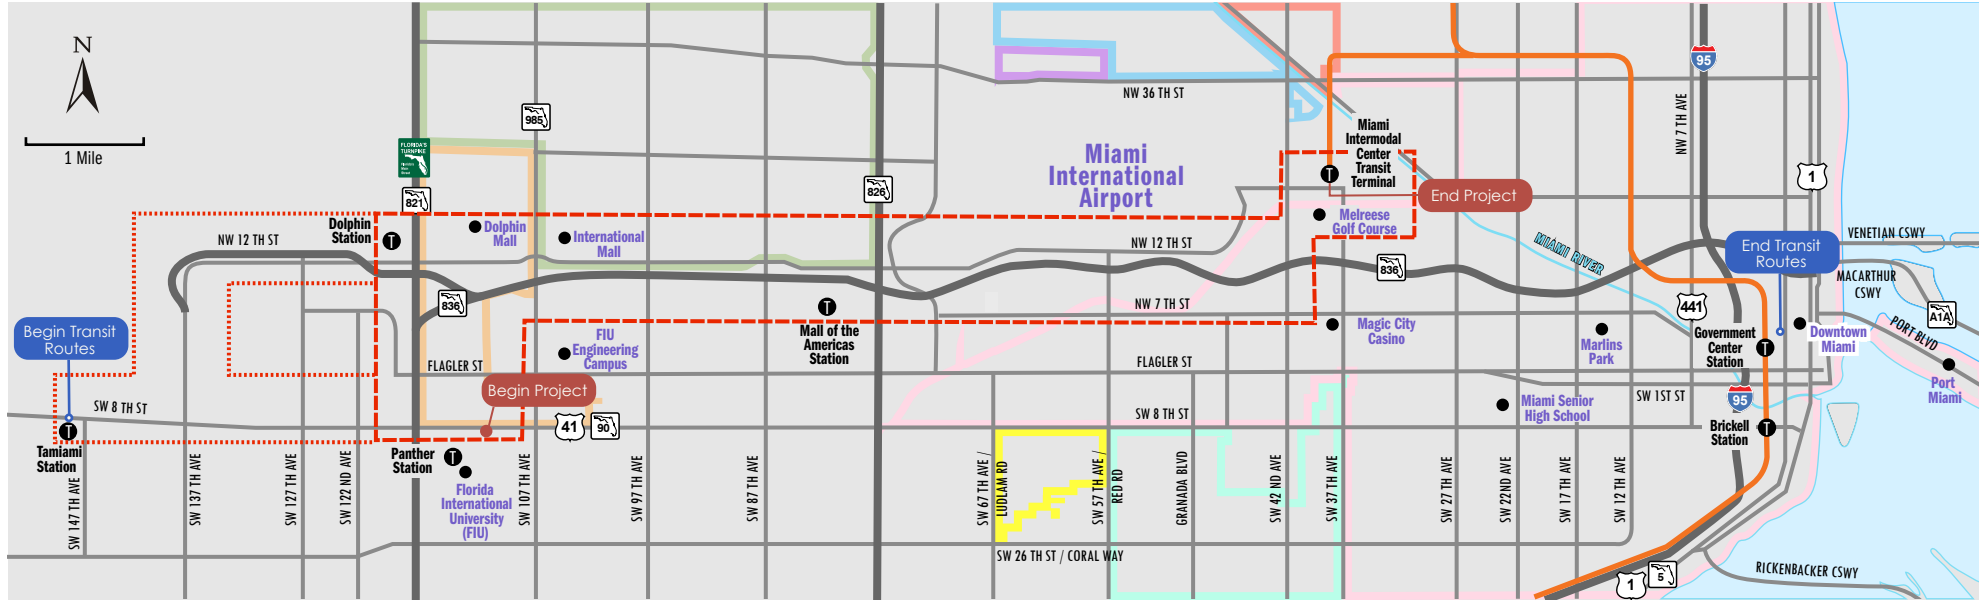 N
1 Mile
FLORIDA'S
TURNPIKE
821
985
826
NW 36 TH ST
95
NW 7 TH AVE
1
Miami
Intermodal
Center
Transit
Terminal
T
Miami
International
Airport
End Project
Melreese
Golf Course
Dolphin
Station
T
Dolphin
Mall
International
Mall
NW 12 TH ST
NW 12 TH ST
836
MIAMI RIVER
End Transit
Routes
VENETIAN CSWY
MACARTHUR
CSWY
A1A
PORT BLVD
836
T
Mall of the
Americas
Station
NW 7 TH ST
Magic City
Casino
Marlins
Park
441
Government
Center
Station
T
Downtown
Miami
Port
Miami
Begin Transit
Routes
FIU
Engineering
Campus
FLAGLER ST
FLAGLER ST
Begin Project
SW 8 TH ST
SW 8 TH ST
SW 1ST ST
95
41
90
Miami Senior
High School
T
Tamiami
Station
Panther
Station
T
Brickell
Station
T
Florida
International
University
(FIU)
SW 147 TH AVE
SW 137 TH AVE
SW 127 TH AVE
SW 122 ND AVE
SW 107 TH AVE
SW 97 TH AVE
SW 87 TH AVE
SW 67 TH AVE /
LUDLAM RD
SW 57 TH AVE /
RED RD
GRANADA BLVD
SW 42 ND AVE
SW 37 TH AVE
SW 27 TH AVE
SW 22ND AVE
SW 17 TH AVE
SW 12 TH AVE
SW 26 TH ST / CORAL WAY
1
5
RICKENBACKER CSWY